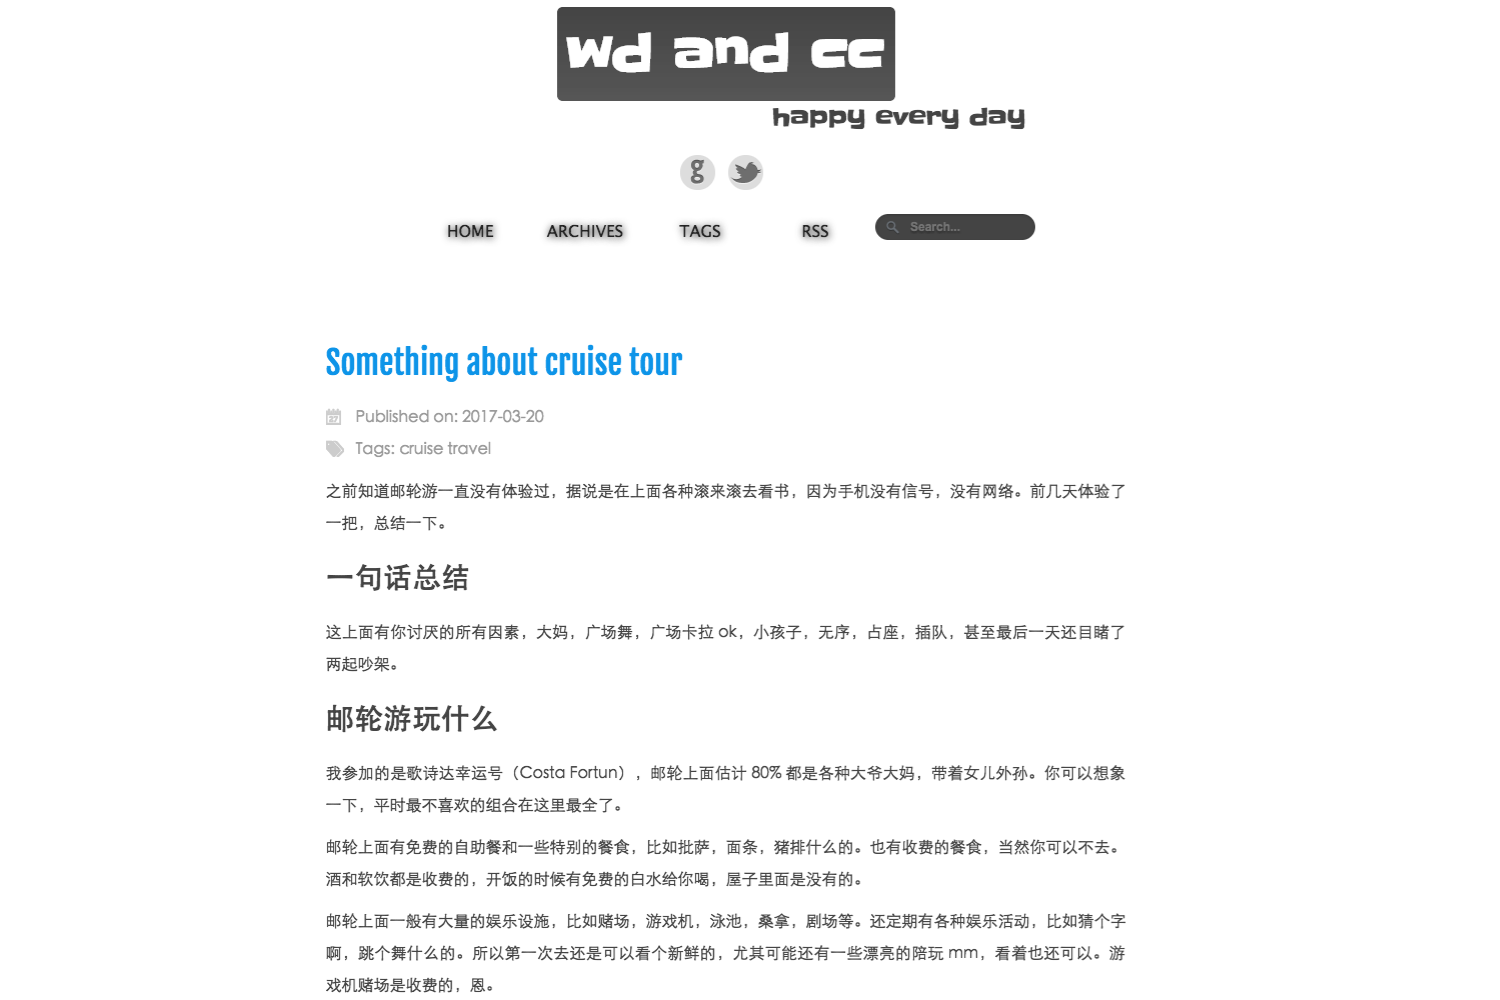 wd and cc
happy every day
g
HOME ARCHIVES TAGS RSS Search...
Something about cruise tour
27 Published on: 2017-03-20
Tags: cruise travel
之前知道邮轮游一直没有体验过，据说是在上面各种滚来滚去看书，因为手机没有信号，没有网络。前几天体验了
一把，总结一下。
一句话总结
这上面有你讨厌的所有因素，大妈，广场舞，广场卡拉 ok，小孩子，无序，占座，插队，甚至最后一天还目睹了
两起吵架。
邮轮游玩什么
我参加的是歌诗达幸运号（Costa Fortun），邮轮上面估计 80% 都是各种大爷大妈，带着女儿外孙。你可以想象
一下，平时最不喜欢的组合在这里最全了。
邮轮上面有免费的自助餐和一些特别的餐食，比如批萨，面条，猪排什么的。也有收费的餐食，当然你可以不去。
酒和软饮都是收费的，开饭的时候有免费的白水给你喝，屋子里面是没有的。
邮轮上面一般有大量的娱乐设施，比如赌场，游戏机，泳池，桑拿，剧场等。还定期有各种娱乐活动，比如猜个字
啊，跳个舞什么的。所以第一次去还是可以看个新鲜的，尤其可能还有一些漂亮的陪玩 mm，看着也还可以。游
戏机赌场是收费的，恩。